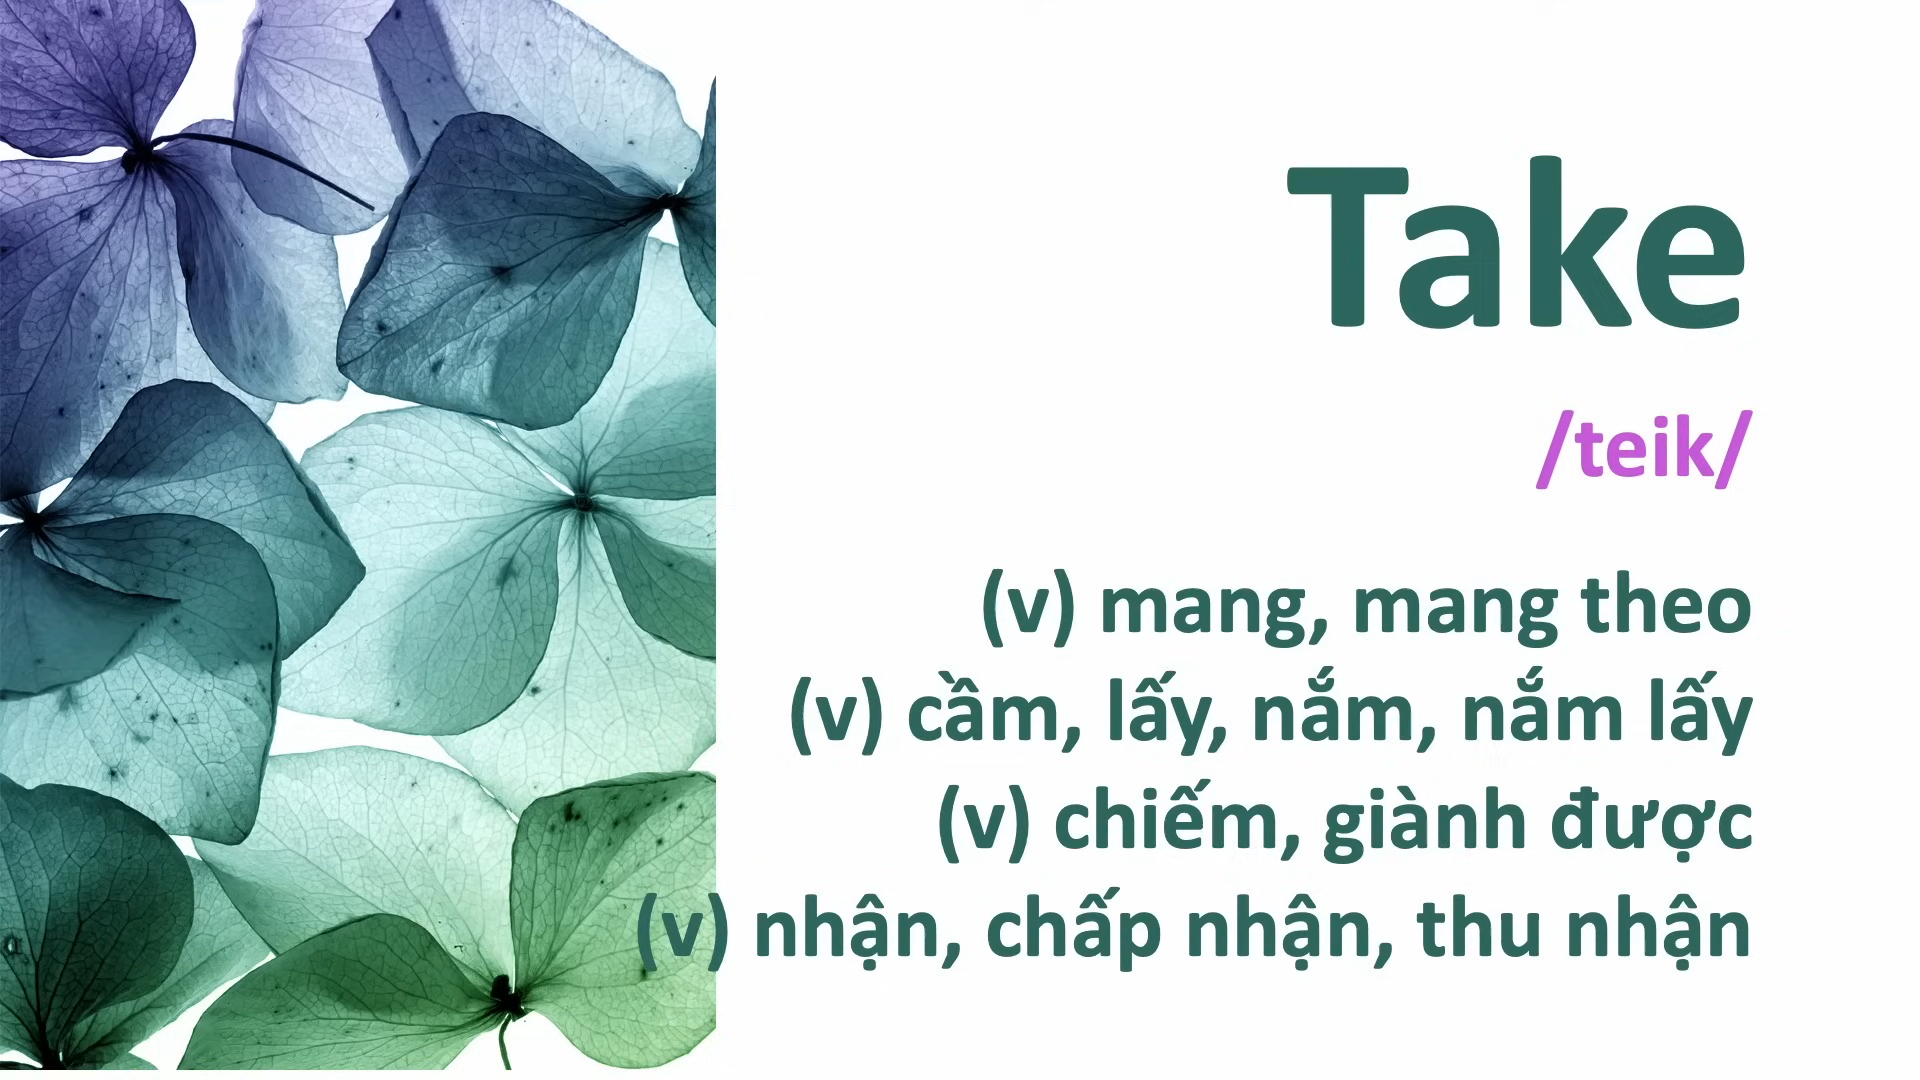 Take
/teik/
(v) mang, mang theo
(v) cầm, lấy, nắm, nắm lấy
(v) chiếm, giành được
(v) nhận, chấp nhận, thu nhận